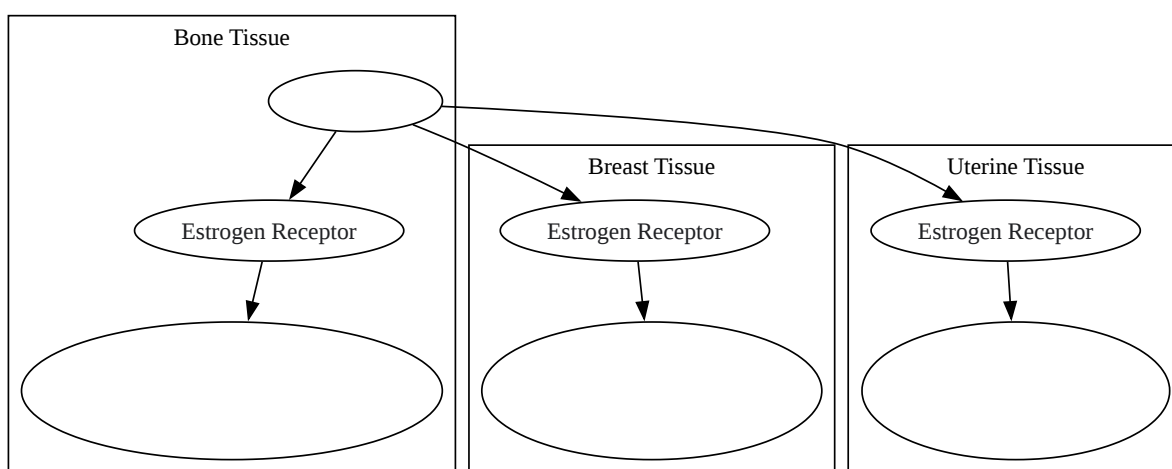 Bone Tissue
Breast Tissue
Uterine Tissue
Estrogen Receptor
Estrogen Receptor
Estrogen Receptor